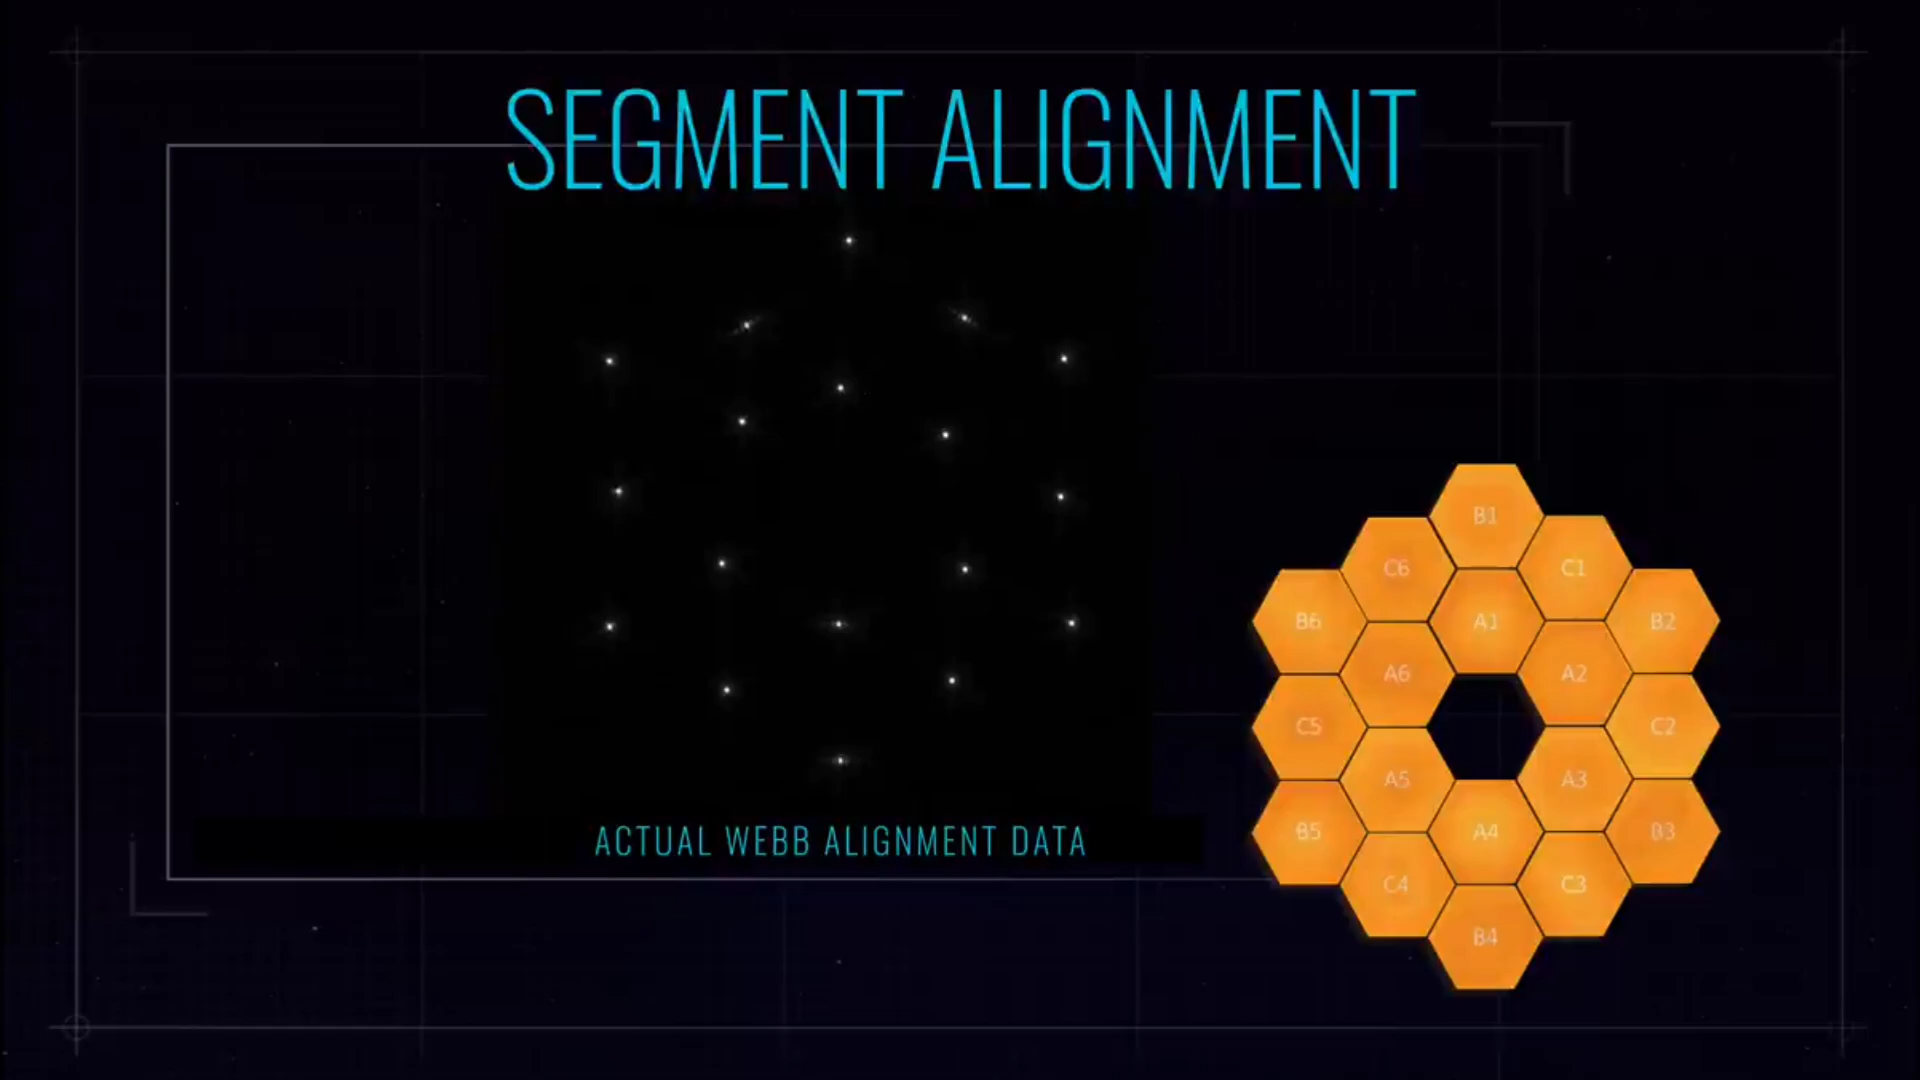 SEGMENT ALIGNMENT
ACTUAL WEBB ALIGNMENT DATA
B1
C6 C1
B6 A1 B2
A6 A2
C5 C2
A5 A3
B5 A4 B3
C4 C3
B4